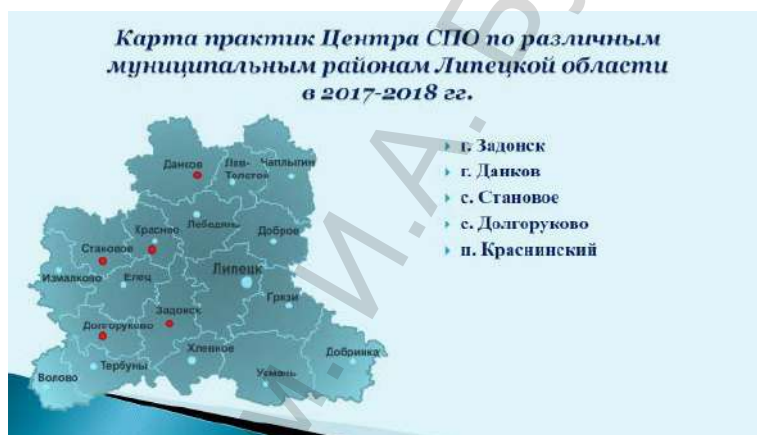 Карта практик Центра СПО по различным
муниципальным районам Липецкой области
в 2017-2018 гг.
г. Задонск
г. Данков
с. Становое
с. Долгоруково
п. Краснинский
Данков
Лев-
Толстой
Чаплыгин
Красное
Лебедянь
Добров
Становое
Измалково
Елец
Липецк
Грязи
Задонск
Долгоруково
Хлевное
Добринка
Тербуны
Усмань
Волово
И.А. Б